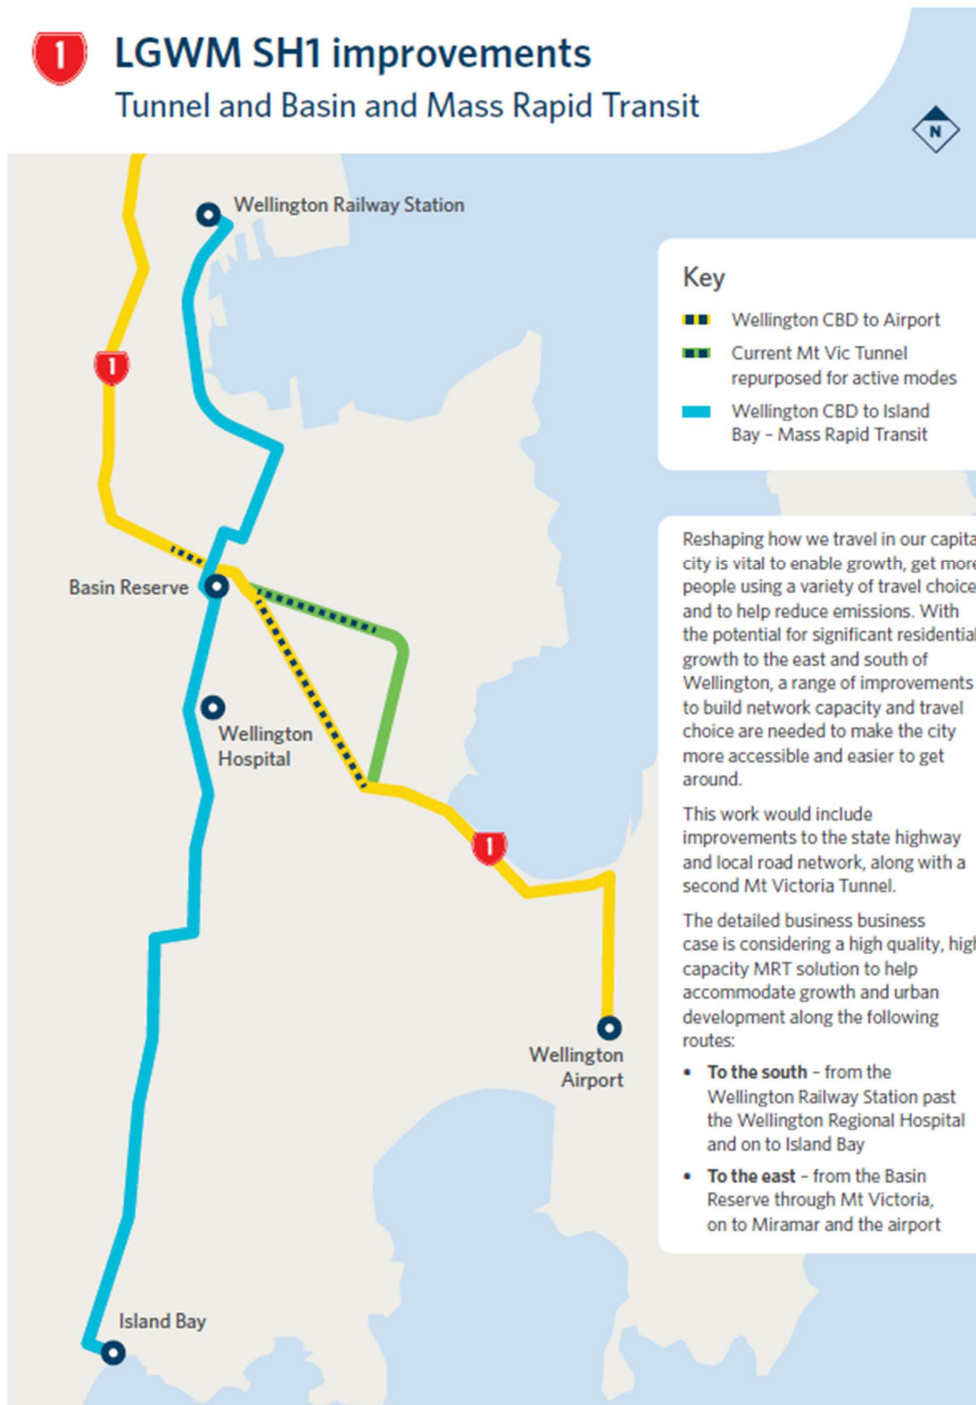 1
LGWM SH1 improvements
Tunnel and Basin and Mass Rapid Transit
N
Wellington Railway Station
1
Basin Reserve
Wellington
Hospital
1
Wellington
Airport
Island Bay
Key
Wellington CBD to Airport
Current Mt Vic Tunnel
repurposed for active modes
Wellington CBD to Island
Bay – Mass Rapid Transit
Reshaping how we travel in our capita
city is vital to enable growth, get more
people using a variety of travel choice
and to help reduce emissions. With
the potential for significant residential
growth to the east and south of
Wellington, a range of improvements
to build network capacity and travel
choice are needed to make the city
more accessible and easier to get
around.
This work would include
improvements to the state highway
and local road network, along with a
second Mt Victoria Tunnel.
The detailed business business
case is considering a high quality, high
capacity MRT solution to help
accommodate growth and urban
development along the following
routes:
• To the south – from the
Wellington Railway Station past
the Wellington Regional Hospital
and on to Island Bay
• To the east – from the Basin
Reserve through Mt Victoria,
on to Miramar and the airport